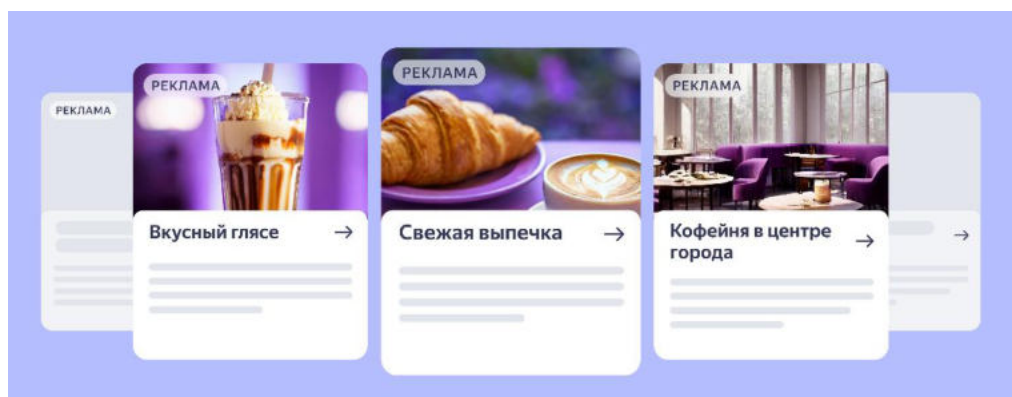 РЕКЛАМА
РЕКЛАМА
Вкусный глясе
РЕКЛАМА
Свежая выпечка
РЕКЛАМА
Кофейня в центре
города